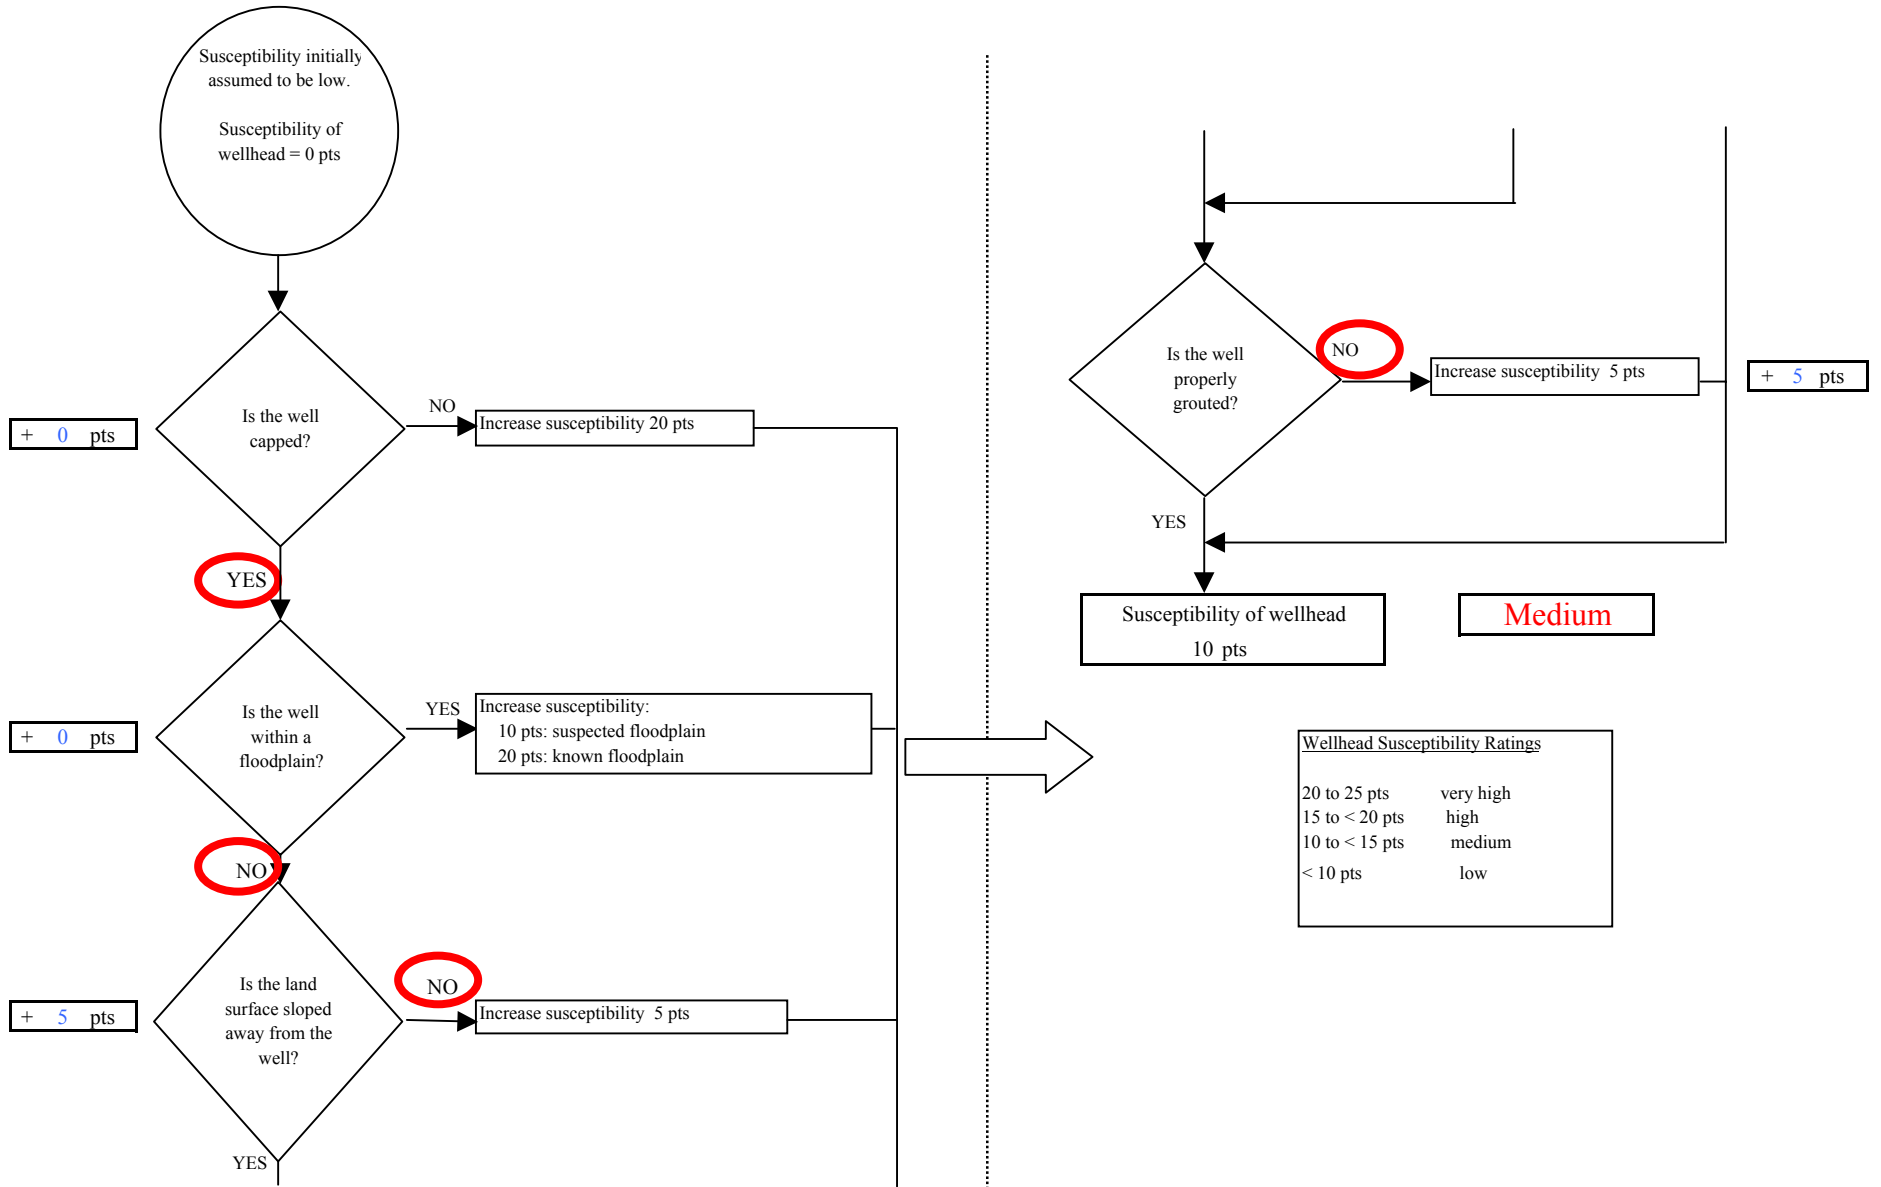 Susceptibility initially
assumed to be low.
Susceptibility of
wellhead = 0 pts
Is the well
capped?
NO
Increase susceptibility 20 pts
+ 0 pts
YES
Is the well
within a
floodplain?
YES
Increase susceptibility:
10 pts: suspected floodplain
20 pts: known floodplain
+ 0 pts
NO
Is the land
surface sloped
away from the
well?
NO
Increase susceptibility 5 pts
+ 5 pts
YES
Is the well
properly
grouted?
NO
Increase susceptibility 5 pts
+ 5 pts
YES
Susceptibility of wellhead
10 pts
Medium
Wellhead Susceptibility Ratings
20 to 25 pts very high
15 to < 20 pts high
10 to < 15 pts medium
< 10 pts low